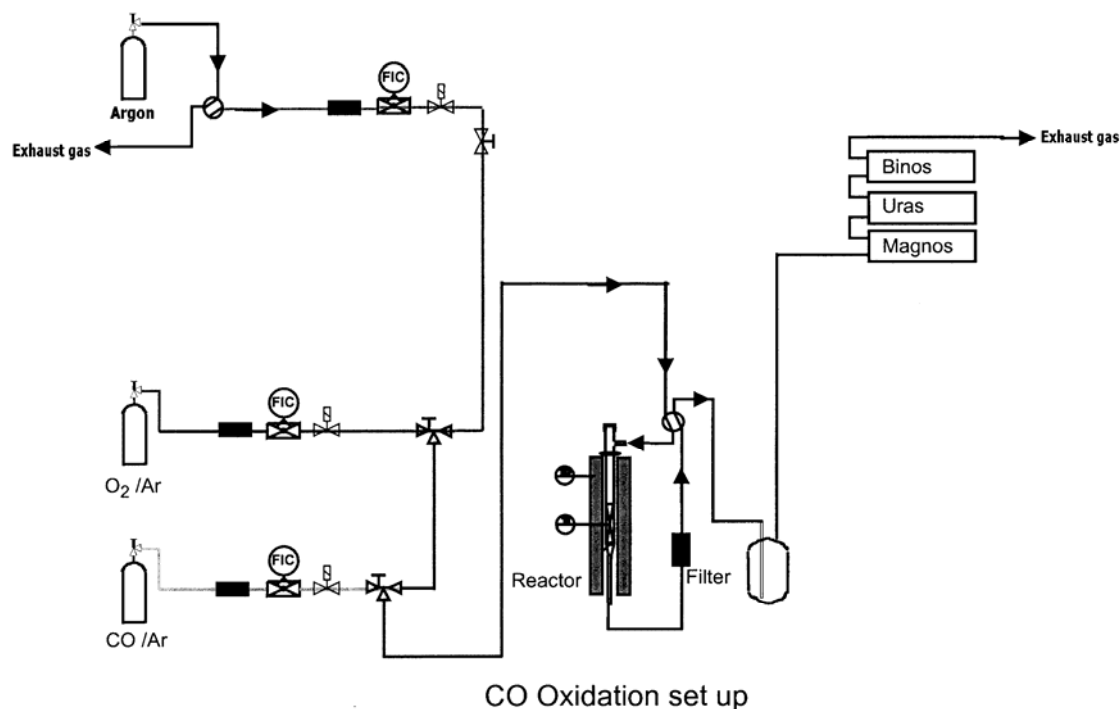 FIC
Argon
Exhaust gas
Exhaust gas
Binos
Uras
Magnos
FIC
O₂ /Ar
FIC
Reactor
Filter
CO /Ar
CO Oxidation set up